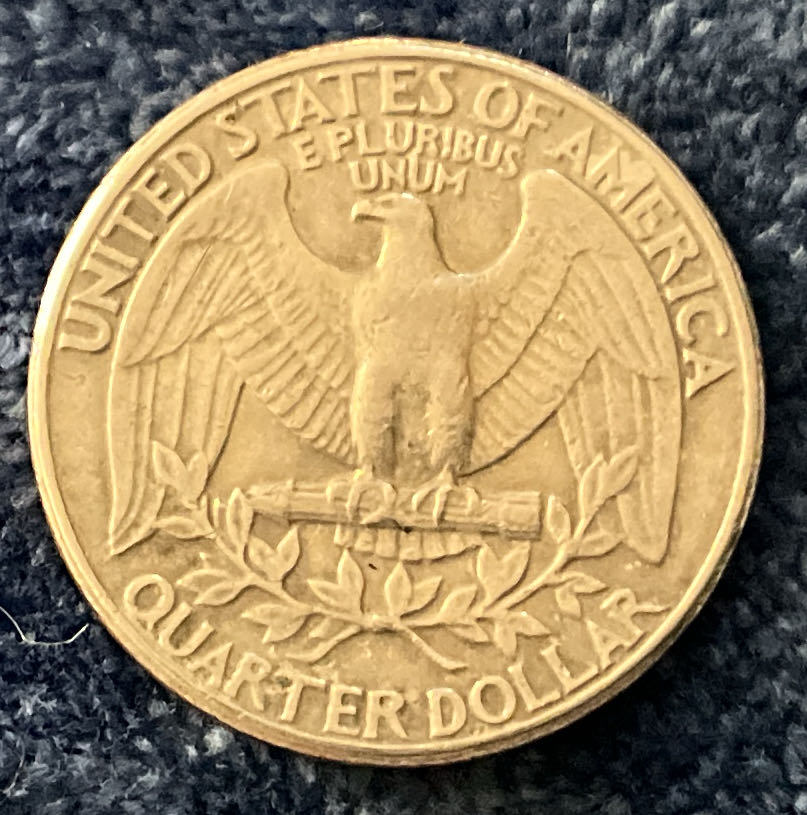 UNITED STATES OF AMERICA
E PLURIBUS
UNUM
QUARTER DOLLAR